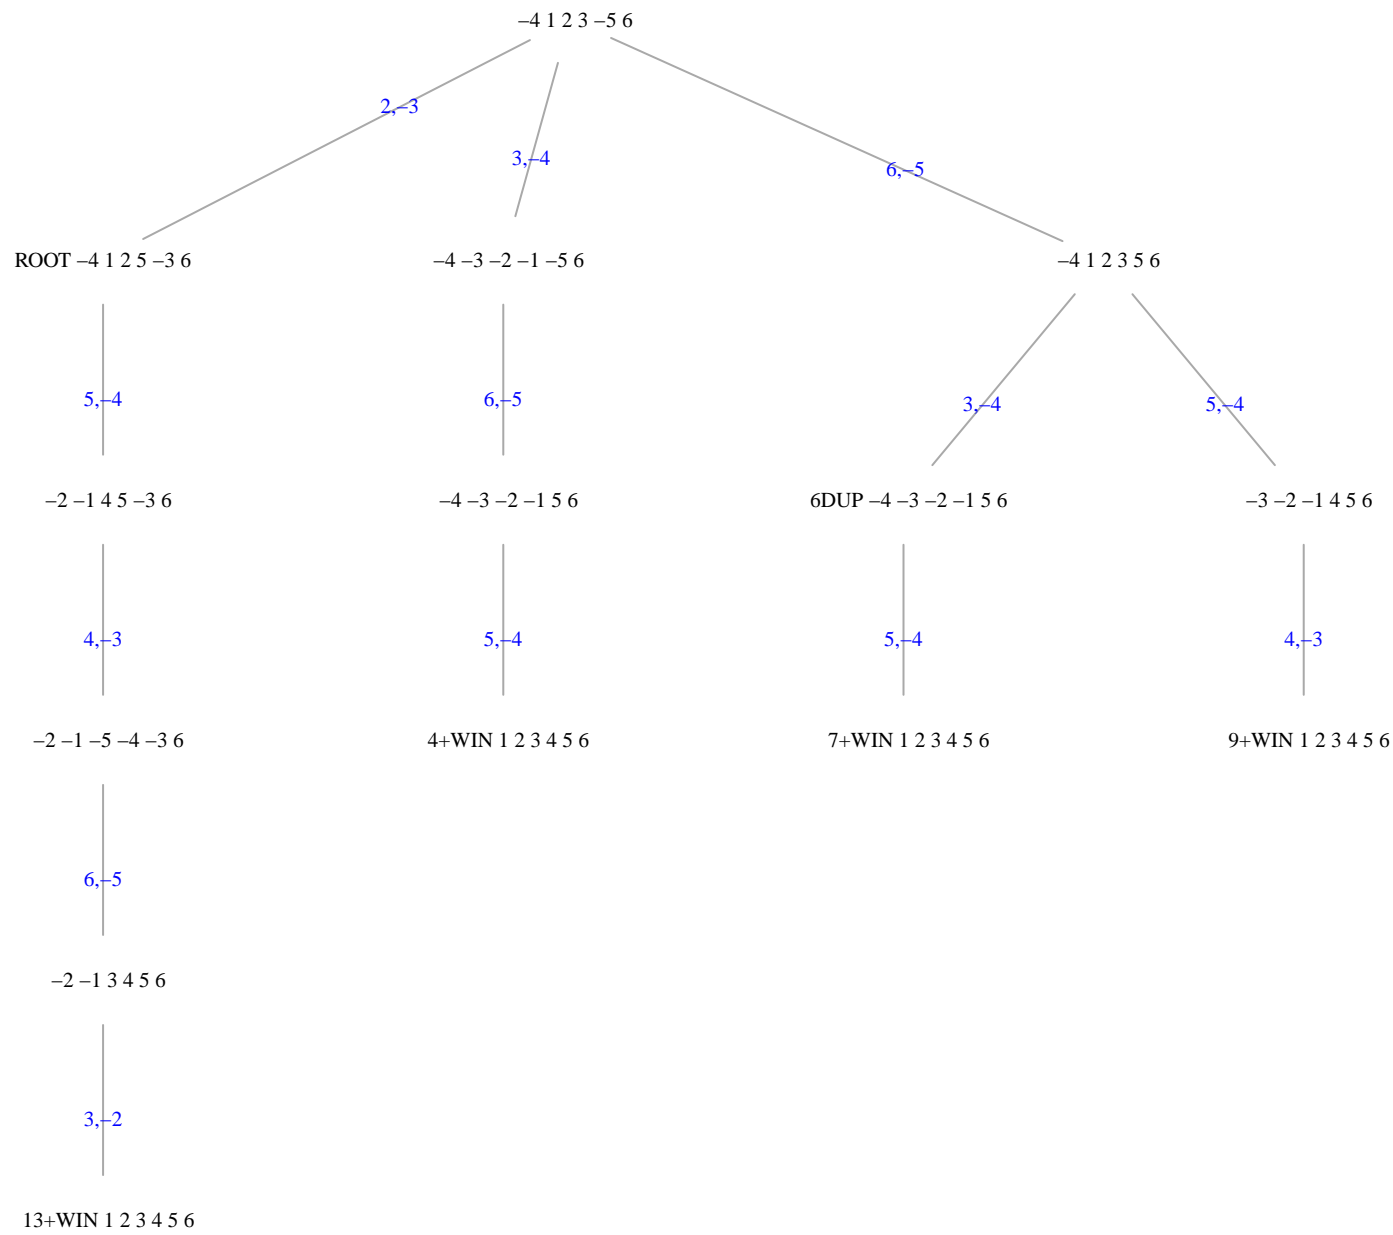 –4 1 2 3 –5 6
2,–3
3,–4
6,–5
ROOT –4 1 2 5 –3 6
–4 –3 –2 –1 –5 6
–4 1 2 3 5 6
5,–4
6,–5
3,–4
5,–4
–2 –1 4 5 –3 6
–4 –3 –2 –1 5 6
6DUP –4 –3 –2 –1 5 6
–3 –2 –1 4 5 6
4,–3
5,–4
5,–4
4,–3
–2 –1 –5 –4 –3 6
4+WIN 1 2 3 4 5 6
7+WIN 1 2 3 4 5 6
9+WIN 1 2 3 4 5 6
6,–5
–2 –1 3 4 5 6
3,–2
13+WIN 1 2 3 4 5 6